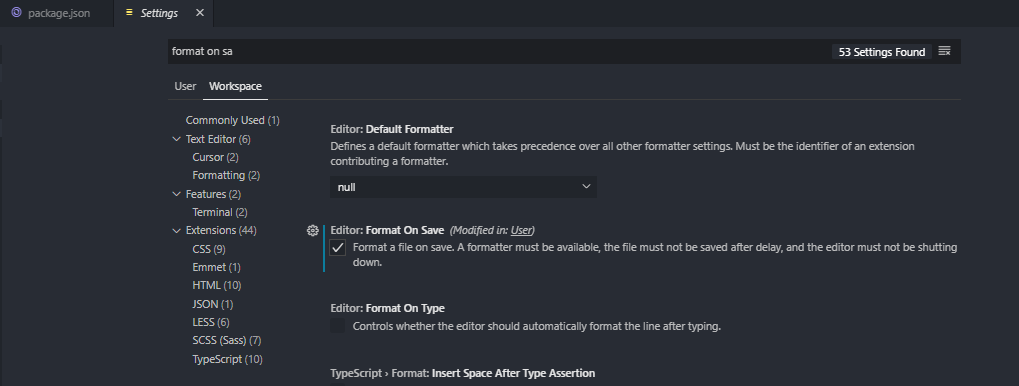 package.json
Settings
format on sa
53 Settings Found
User
Workspace
Commonly Used (1)
Text Editor (6)
Cursor (2)
Formatting (2)
Features (2)
Terminal (2)
Extensions (44)
CSS (9)
Emmet (1)
HTML (10)
JSON (1)
LESS (6)
SCSS (Sass) (7)
TypeScript (10)
Editor: Default Formatter
Defines a default formatter which takes precedence over all other formatter settings. Must be the identifier of an extension
contributing a formatter.
null
Editor: Format On Save (Modified in: User)
Format a file on save. A formatter must be available, the file must not be saved after delay, and the editor must not be shutting
down.
Editor: Format On Type
Controls whether the editor should automatically format the line after typing.
TypeScript › Format: Insert Space After Type Assertion